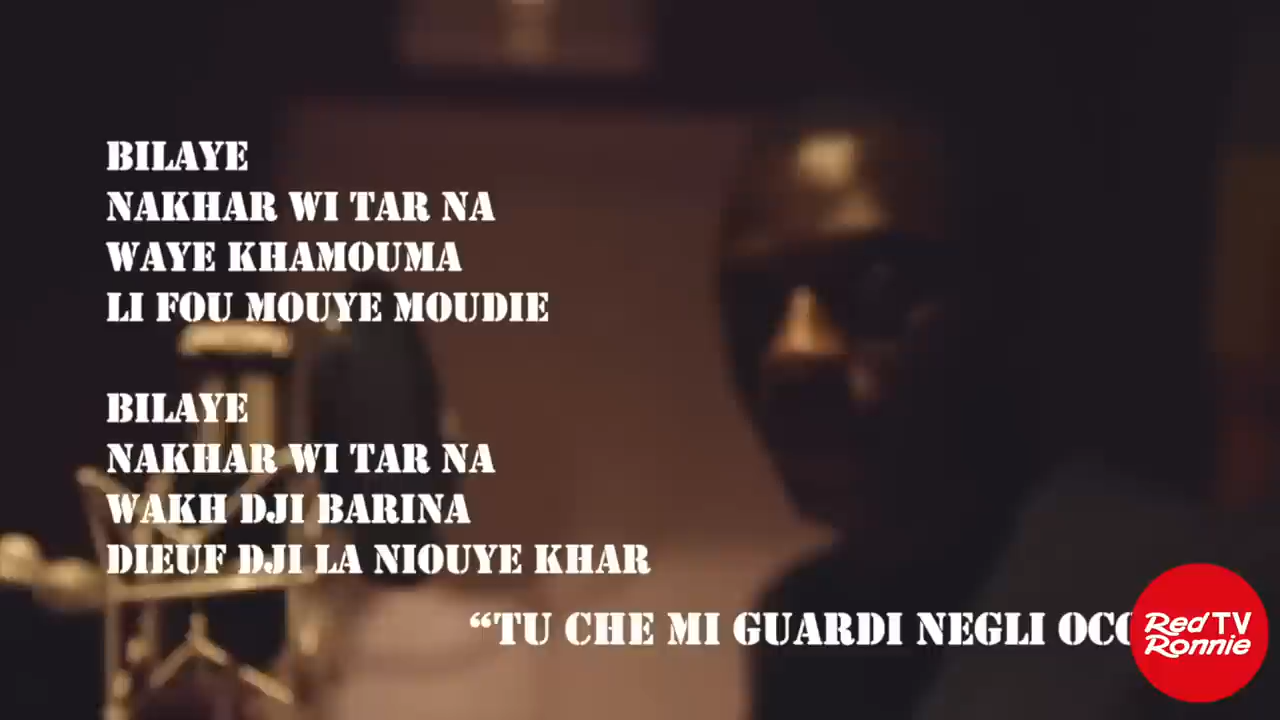 BILAYE
NAKHAR WI TAR NA
WAYE KHAMOUMA
LI FOU MOUYE MOUDIE
BILAYE
NAKHAR WI TAR NA
WAKH DJI BARINA
DIEUF DJI LA NIOUYE KHAR
“TU CHE MI GUARDI NEGLI
Red TV
Ronnie